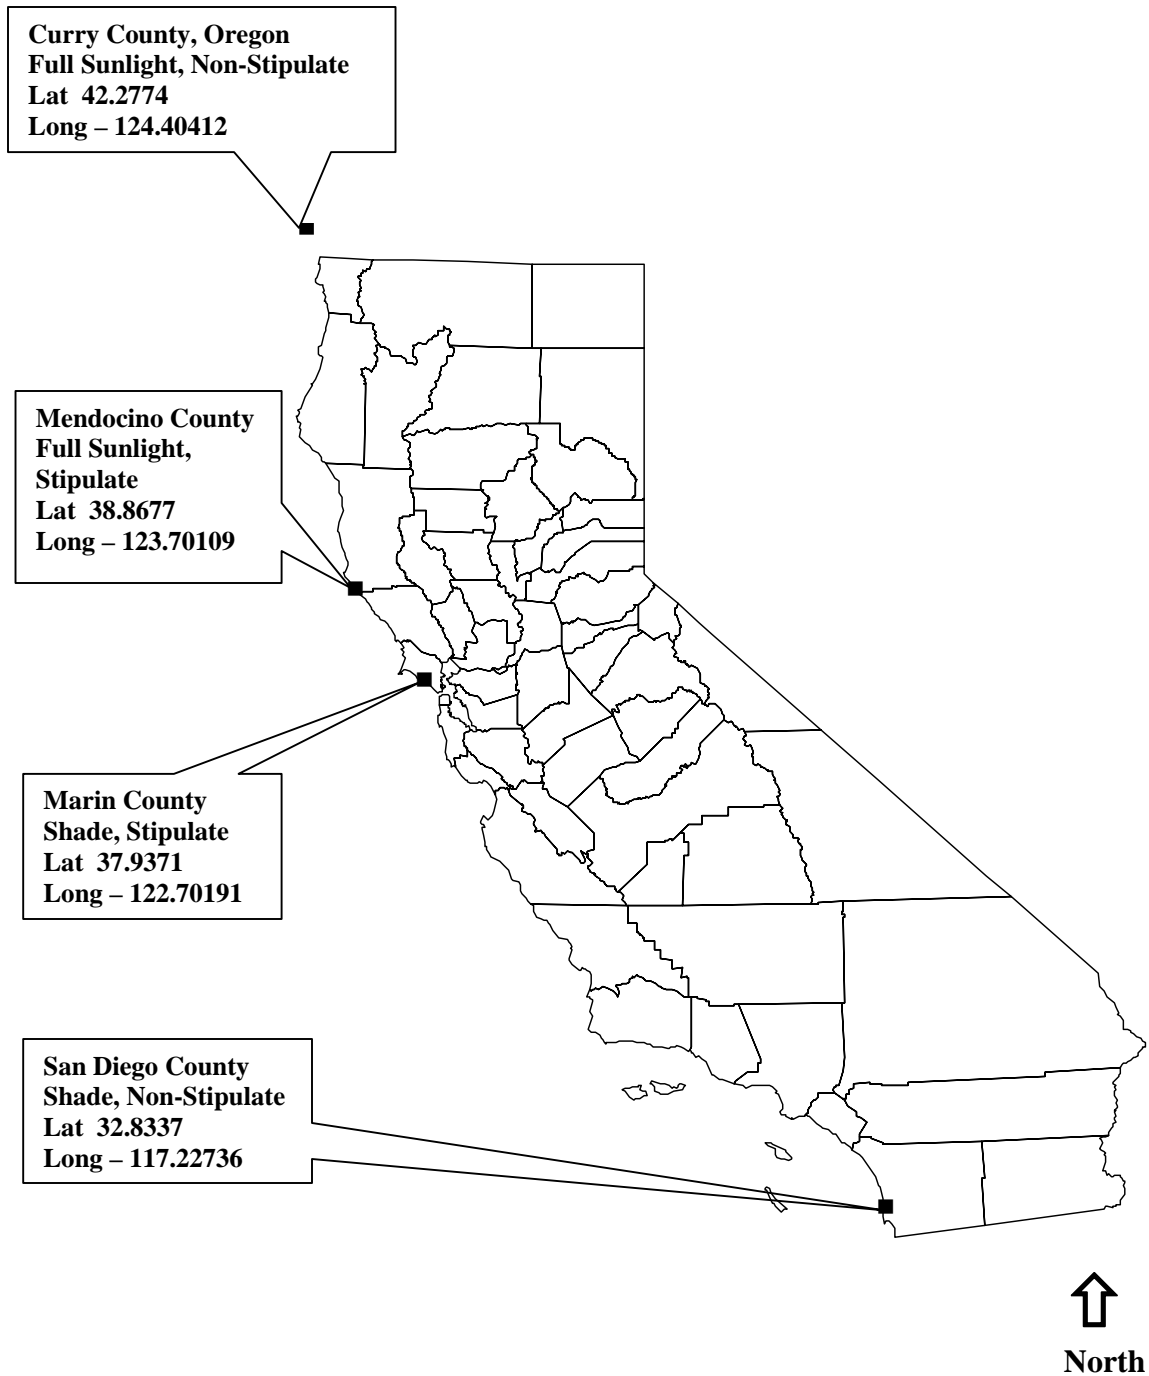 Curry County, Oregon
Full Sunlight, Non-Stipulate
Lat  42.2774
Long – 124.40412
Mendocino County
Full Sunlight,
Stipulate
Lat  38.8677
Long – 123.70109
Marin County
Shade, Stipulate
Lat  37.9371
Long – 122.70191
San Diego County
Shade, Non-Stipulate
Lat  32.8337
Long – 117.22736
North